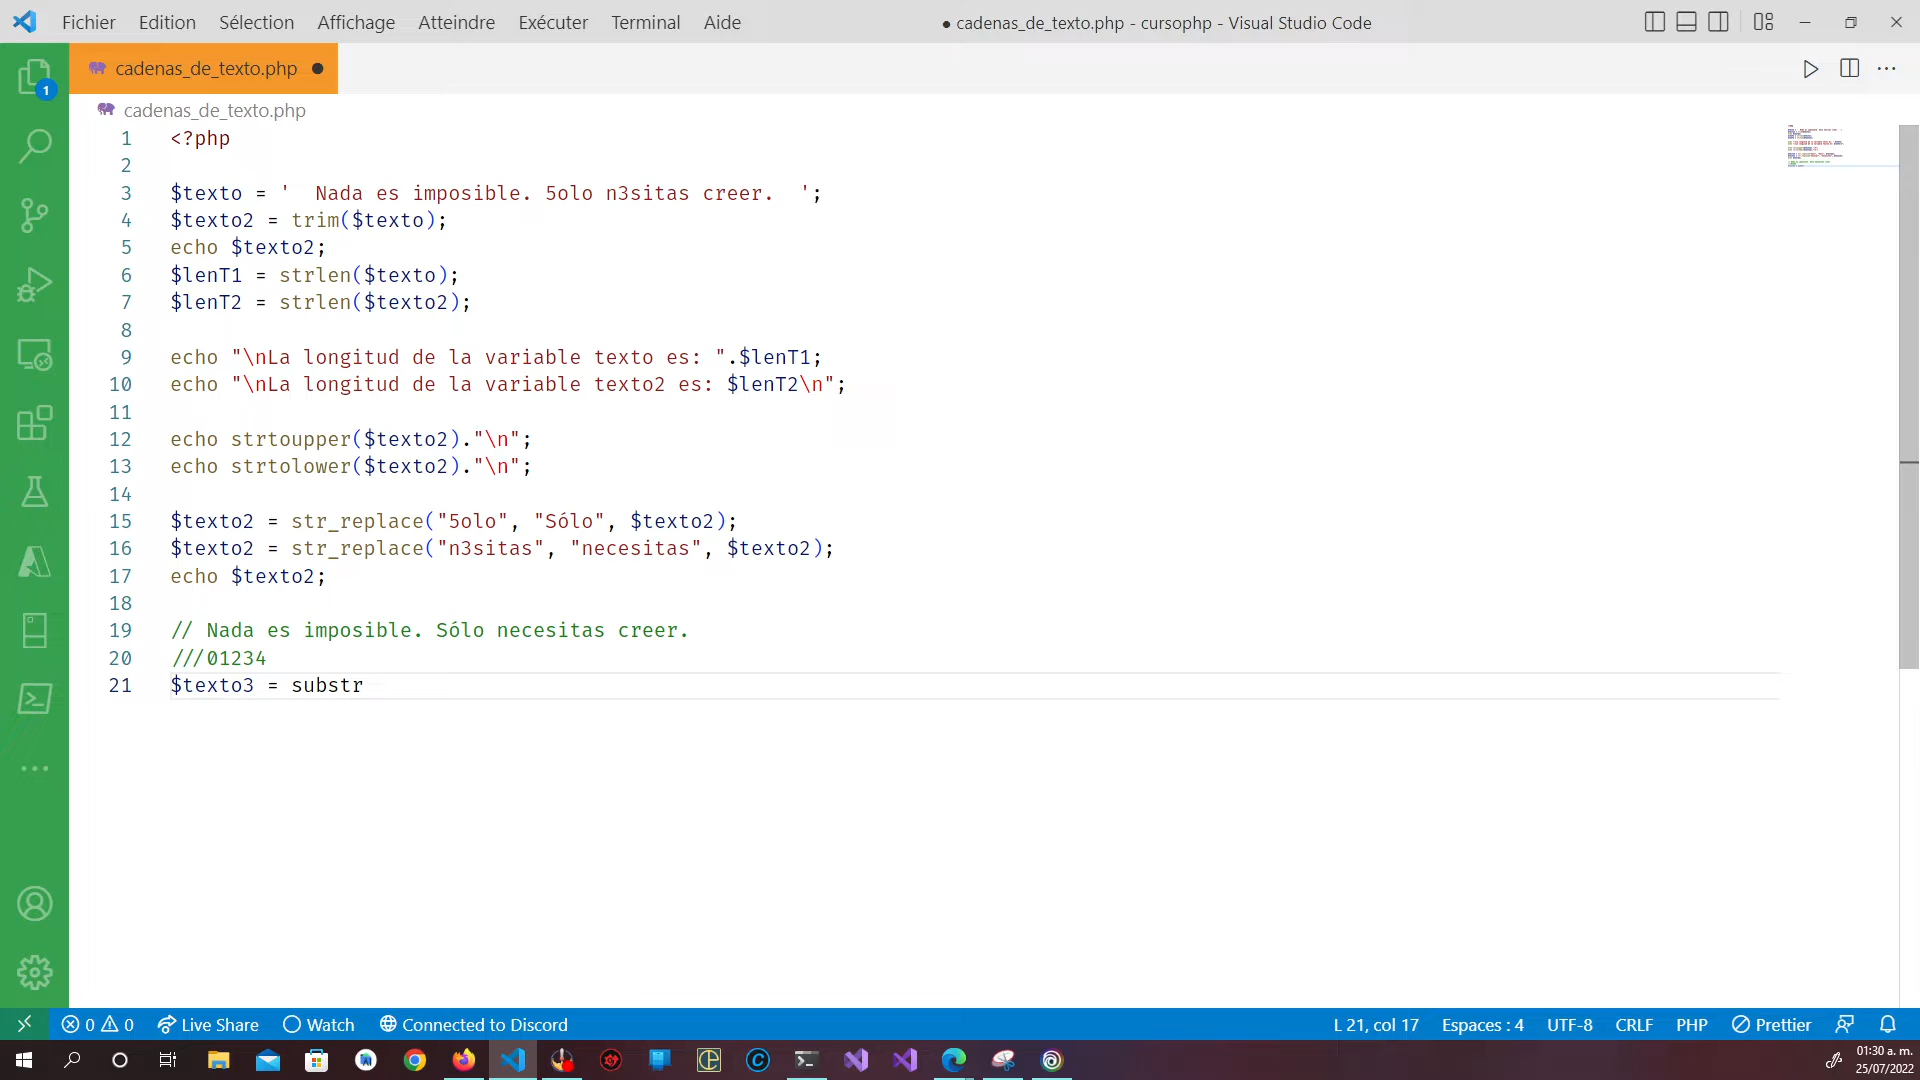 Fichier Edition Sélection Affichage Atteindre Exécuter Terminal Aide
● cadenas_de_texto.php - cursophp - Visual Studio Code
1
cadenas_de_texto.php ●
cadenas_de_texto.php
1 <?php
2
3 $texto = '  Nada es imposible. 5olo n3sitas creer.  ';
4 $texto2 = trim($texto);
5 echo $texto2;
6 $lenT1 = strlen($texto);
7 $lenT2 = strlen($texto2);
8
9 echo "\nLa longitud de la variable texto es: ".$lenT1;
10 echo "\nLa longitud de la variable texto2 es: $lenT2\n";
11
12 echo strtoupper($texto2)."\n";
13 echo strtolower($texto2)."\n";
14
15 $texto2 = str_replace("5olo", "Sólo", $texto2);
16 $texto2 = str_replace("n3sitas", "necesitas", $texto2);
17 echo $texto2;
18
19 // Nada es imposible. Sólo necesitas creer.
20 ///01234
21 $texto3 = substr
0 0 Live Share Watch Connected to Discord
L 21, col 17 Espaces : 4 UTF-8 CRLF PHP Prettier
01:30 a. m.
25/07/2022